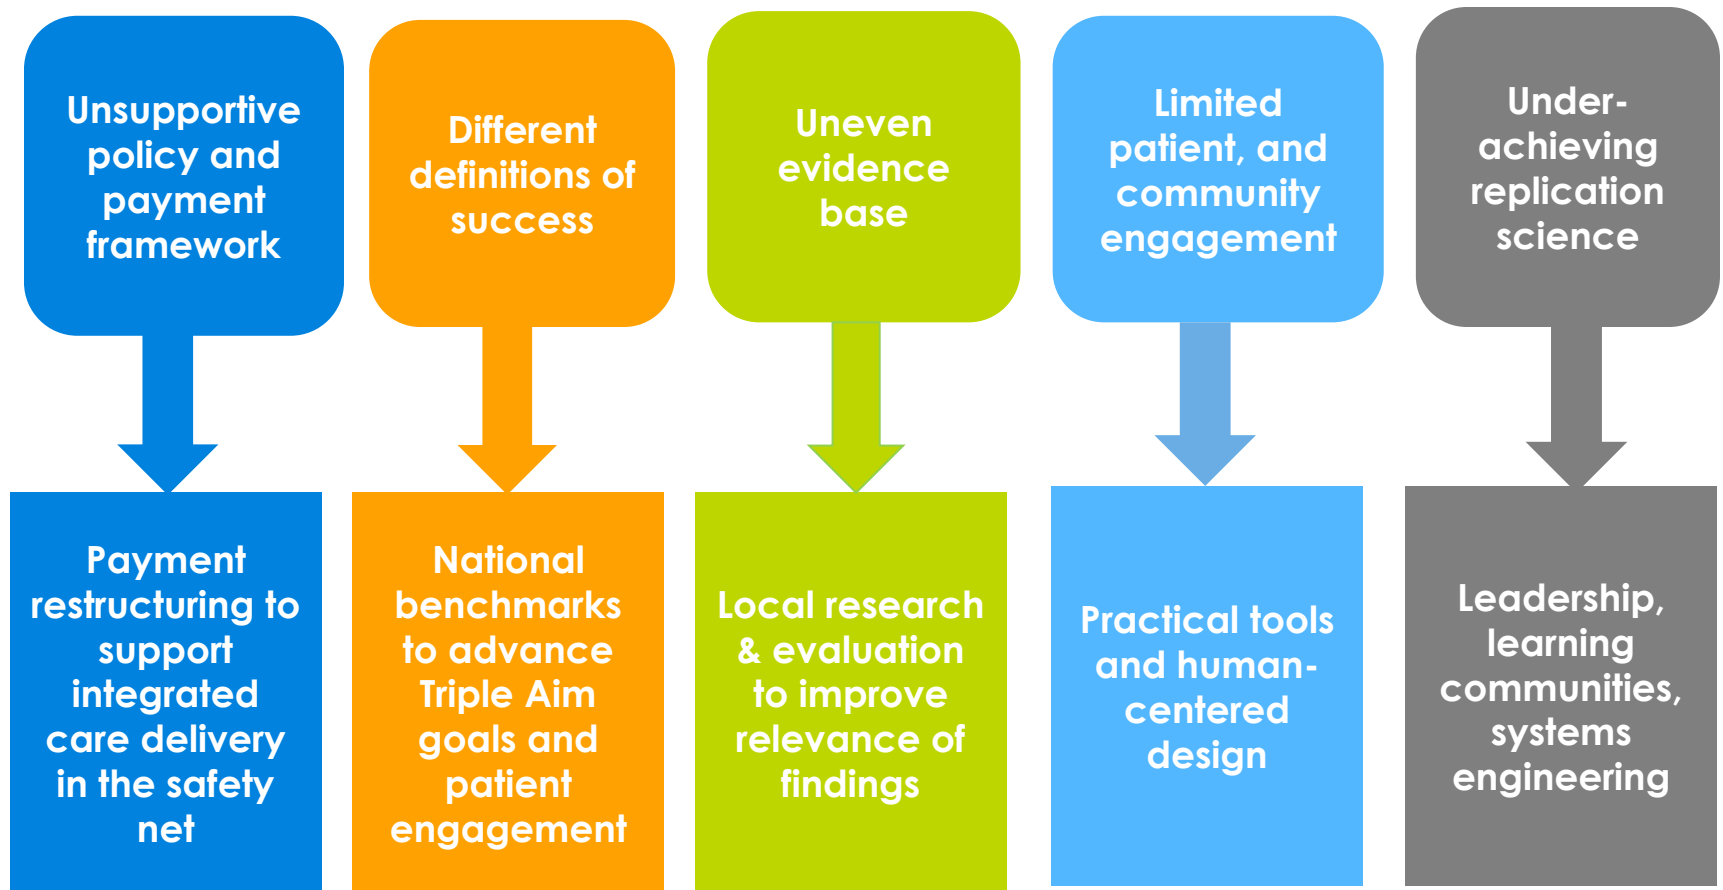 Unsupportive
policy and
payment
framework
Different
definitions of
success
Uneven
evidence
base
Limited
patient, and
community
engagement
Under-
achieving
replication
science
Payment
restructuring to
support
integrated
care delivery
in the safety
net
National
benchmarks
to advance
Triple Aim
goals and
patient
engagement
Local research
& evaluation
to improve
relevance of
findings
Practical tools
and human-
centered
design
Leadership,
learning
communities,
systems
engineering